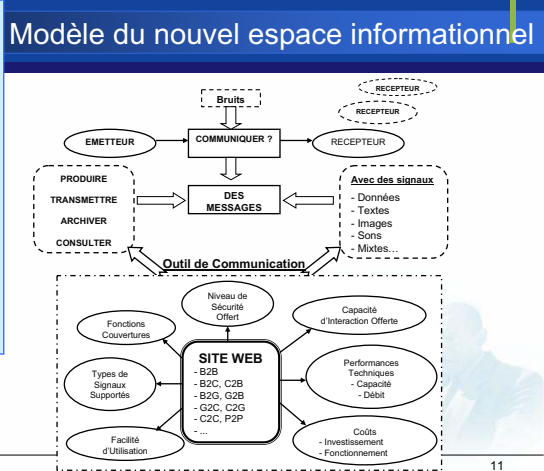 Modèle du nouvel espace informationnel
RECEPTEUR
RECEPTEUR
Bruits
EMETTEUR
COMMUNIQUER ?
RECEPTEUR
PRODUIRE
TRANSMETTRE
ARCHIVER
CONSULTER
DES
MESSAGES
Avec des signaux
- Données
- Textes
- Images
- Sons
- Mixtes…
Outil de Communication
Niveau de
Sécurité
Offert
Fonctions
Couvertures
Capacité
d'Interaction Offerte
Types de
Signaux
Supportés
SITE WEB
- B2B
- B2C, C2B
- B2G, G2B
- G2C, C2G
- C2C, P2P
- ...
Performances
Techniques
- Capacité
- Débit
Facilité
d'Utilisation
Coûts
- Investissement
- Fonctionnement
11